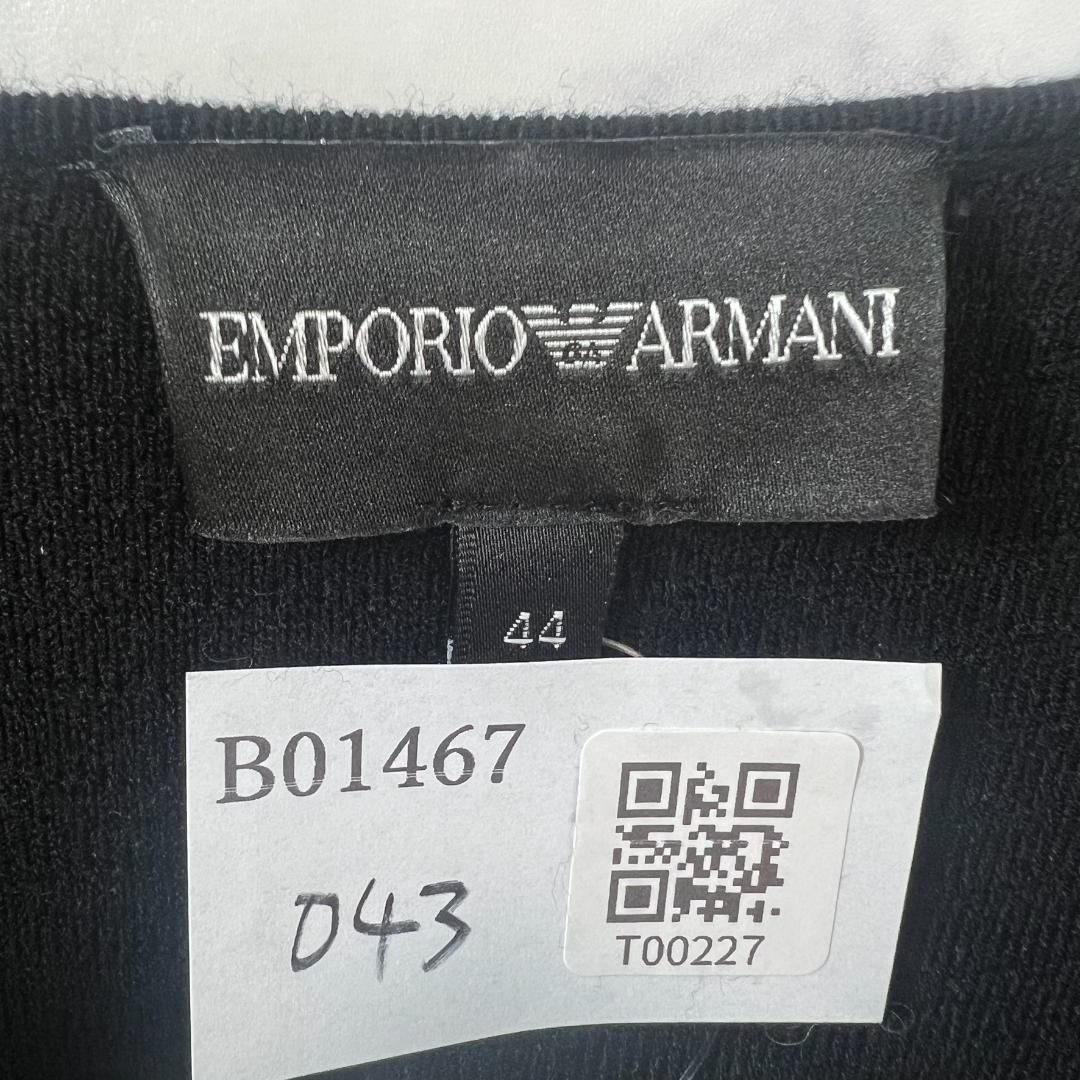 EMPORIO ARMANI
44
B01467
043
T00227